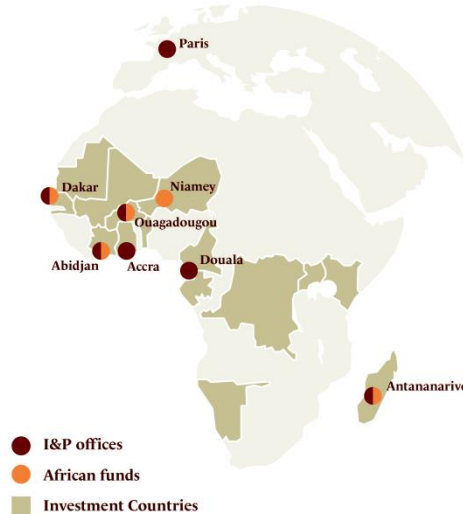 Paris
Dakar
Niamey
Ouagadougou
Abidjan
Accra
Douala
Antananarivo
I&P offices
African funds
Investment Countries